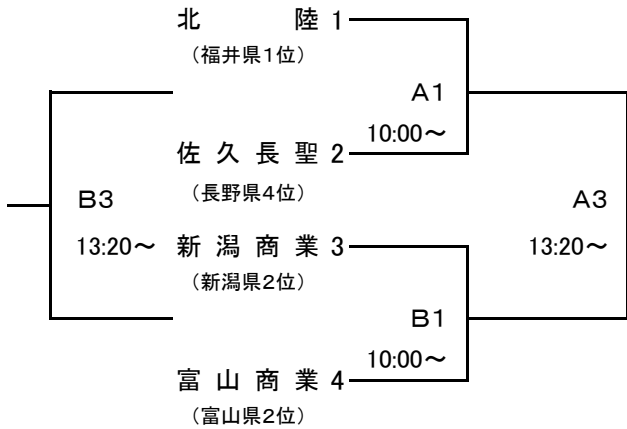 北陸 1
（福井県1位）
A1
10:00～
佐久長聖 2
（長野県4位）
B3
A3
13:20～
新潟商業 3
13:20～
（新潟県2位）
B1
10:00～
富山商業 4
（富山県2位）